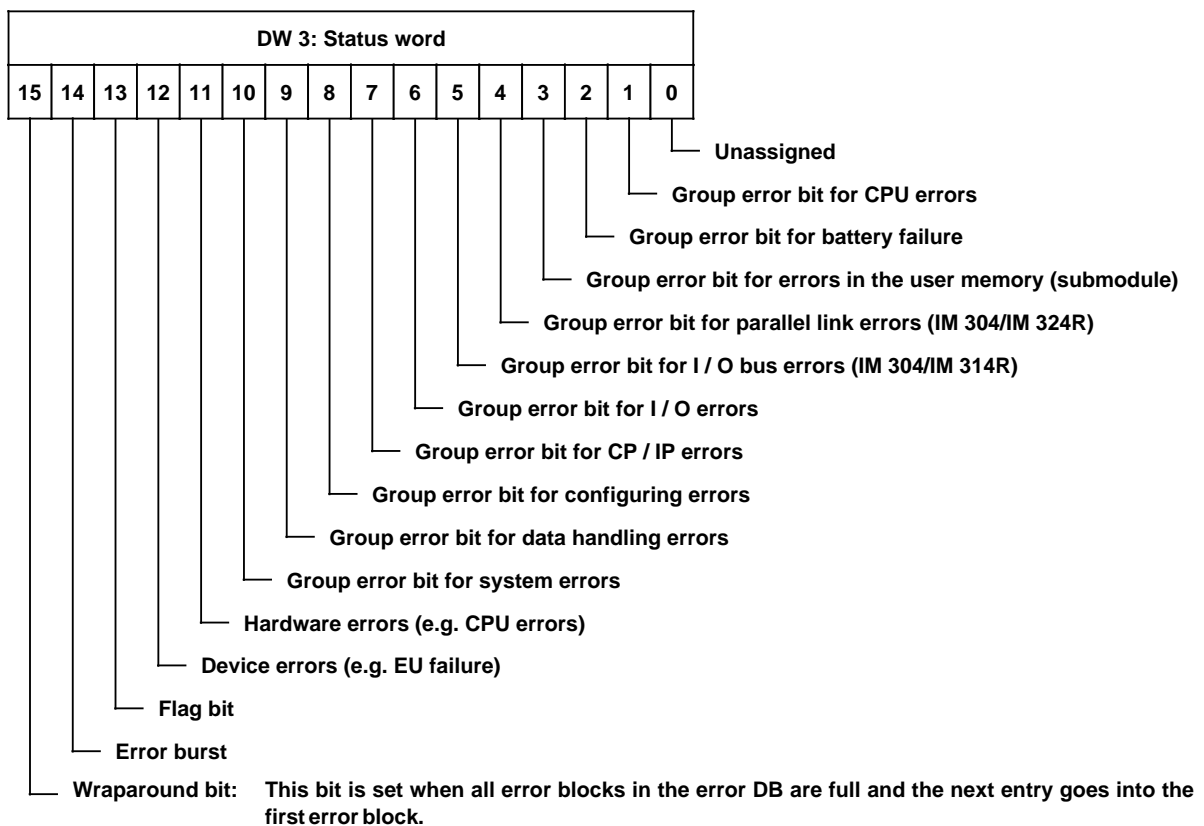 DW 3: Status word
15 14 13 12 11 10 9 8 7 6 5 4 3 2 1 0
Unassigned
Group error bit for CPU errors
Group error bit for battery failure
Group error bit for errors in the user memory (submodule)
Group error bit for parallel link errors (IM 304/IM 324R)
Group error bit for I / O bus errors (IM 304/IM 314R)
Group error bit for I / O errors
Group error bit for CP / IP errors
Group error bit for configuring errors
Group error bit for data handling errors
Group error bit for system errors
Hardware errors (e.g. CPU errors)
Device errors (e.g. EU failure)
Flag bit
Error burst
Wraparound bit: This bit is set when all error blocks in the error DB are full and the next entry goes into the
first error block.